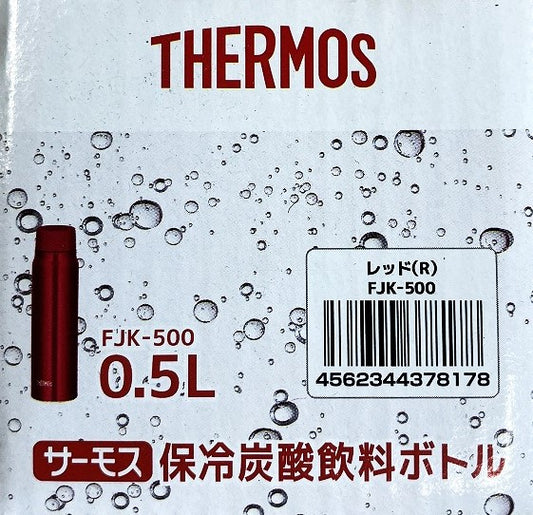 THERMOS
レッド(R)
FJK-500
4562344378178
FJK-500
0.5L
サーモス 保冷炭酸飲料ボトル